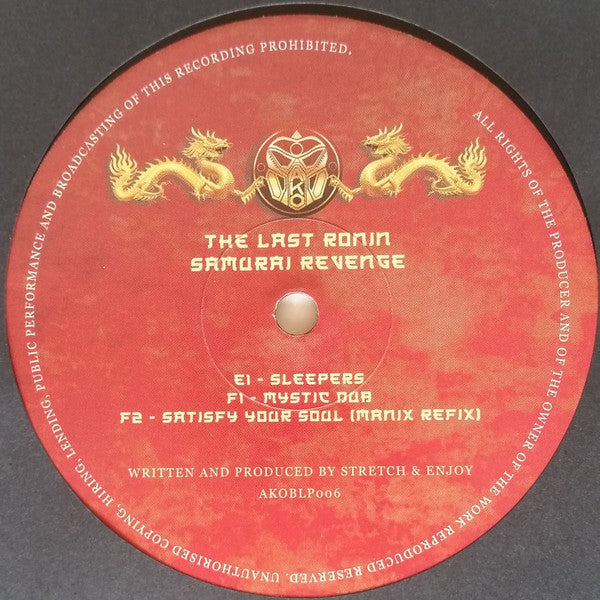 ALL RIGHTS OF THE PRODUCER AND OF THE OWNER OF THE WORK REPRODUCED RESERVED. UNAUTHORISED COPYING, HIRING, LENDING, PUBLIC PERFORMANCE AND BROADCASTING OF THIS RECORDING PROHIBITED.
AKO
THE LAST RONIN
SAMURAI REVENGE
E1 - SLEEPERS
F1 - MYSTIC DUB
F2 - SATISFY YOUR SOUL (MANIX REFIX)
WRITTEN AND PRODUCED BY STRETCH & ENJOY
AKOBLP006